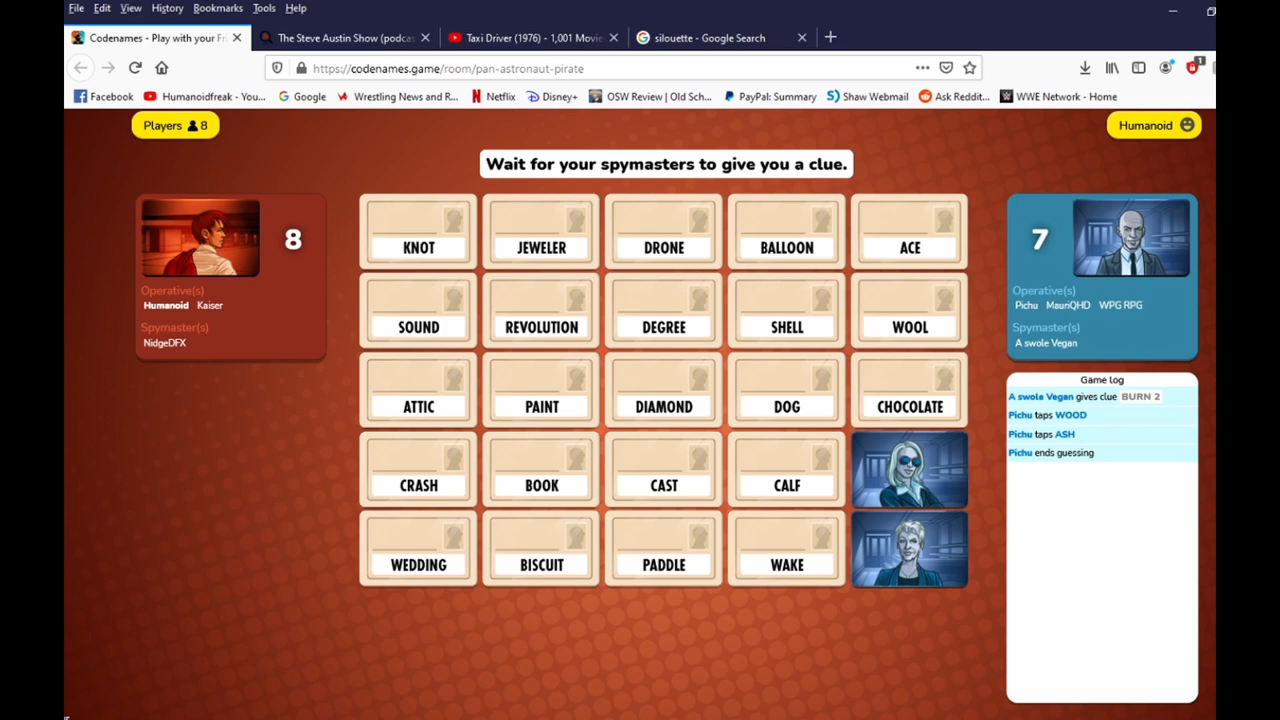 File Edit View History Bookmarks Tools Help
Codenames - Play with your Fri
The Steve Austin Show (podcas
Taxi Driver (1976) - 1,001 Movie
silouette - Google Search
https://codenames.game/room/pan-astronaut-pirate
Facebook Humanoidfreak - You... Google Wrestling News and R... Netflix Disney+ OSW Review | Old Sch... PayPal: Summary Shaw Webmail Ask Reddit... WWE Network - Home
Players 8
Humanoid
Wait for your spymasters to give you a clue.
8
Operative(s)
Humanoid Kaiser
Spymaster(s)
NidgeDFX
KNOT JEWELER DRONE BALLOON ACE
SOUND REVOLUTION DEGREE SHELL WOOL
ATTIC PAINT DIAMOND DOG CHOCOLATE
CRASH BOOK CAST CALF
WEDDING BISCUIT PADDLE WAKE
7
Operative(s)
Pichu MauriQHD WPG RPG
Spymaster(s)
A swole Vegan
Game log
A swole Vegan gives clue BURN 2
Pichu taps WOOD
Pichu taps ASH
Pichu ends guessing